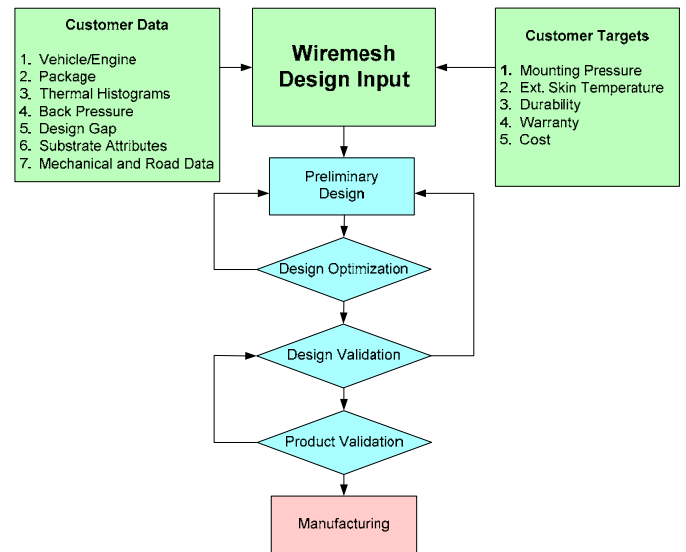 Customer Data
1. Vehicle/Engine
2. Package
3. Thermal Histograms
4. Back Pressure
5. Design Gap
6. Substrate Attributes
7. Mechanical and Road Data
Wiremesh
Design Input
Customer Targets
1. Mounting Pressure
2. Ext. Skin Temperature
3. Durability
4. Warranty
5. Cost
Preliminary
Design
Design Optimization
Design Validation
Product Validation
Manufacturing